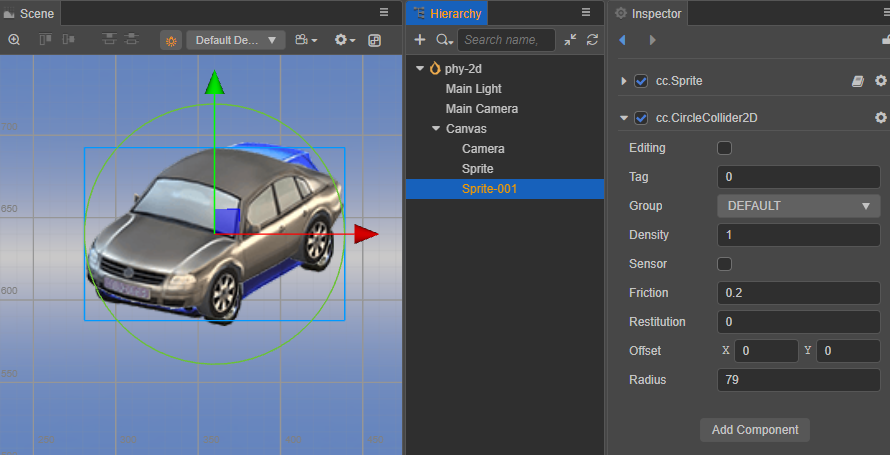 Scene
Default De...
700
650
600
550
Hierarchy
Search name,
phy-2d
Main Light
Main Camera
Canvas
Camera
Sprite
Sprite-001
Inspector
cc.Sprite
cc.CircleCollider2D
Editing
Tag 0
Group DEFAULT
Density 1
Sensor
Friction 0.2
Restitution 0
Offset X 0 Y 0
Radius 79
Add Component